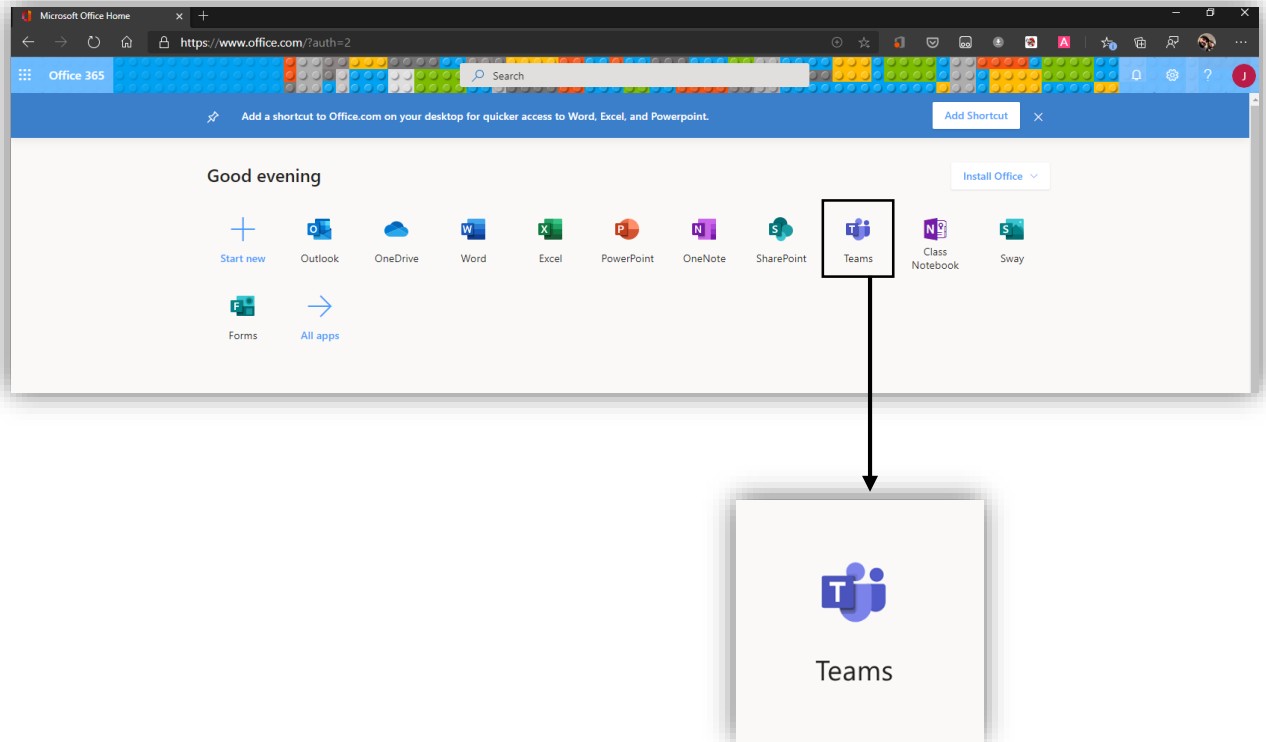 Microsoft Office Home
https://www.office.com/?auth=2
Office 365
Search
J
Add a shortcut to Office.com on your desktop for quicker access to Word, Excel, and Powerpoint.
Add Shortcut
Good evening
Install Office
Start new
Outlook
OneDrive
Word
Excel
PowerPoint
OneNote
SharePoint
Teams
Class
Notebook
Sway
Forms
All apps
Teams